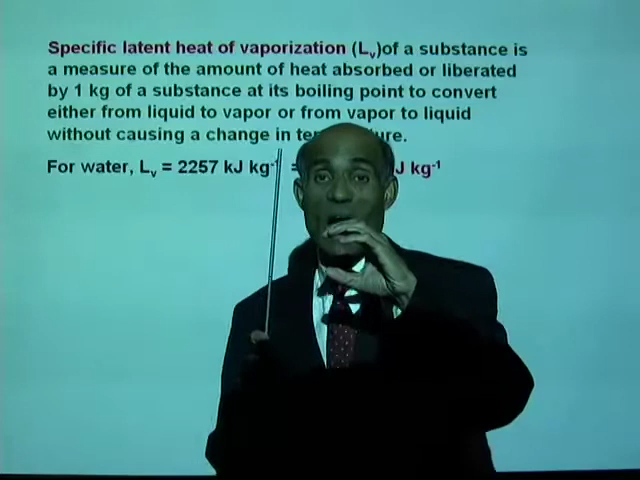 Specific latent heat of vaporization (Lv)of a substance is
a measure of the amount of heat absorbed or liberated
by 1 kg of a substance at its boiling point to convert
either from liquid to vapor or from vapor to liquid
without causing a change in
For water, Lv = 2257 kJ kg-1 = J kg-1